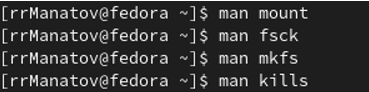 [rrManatov@fedora ~]$ man mount
[rrManatov@fedora ~]$ man fsck
[rrManatov@fedora ~]$ man mkfs
[rrManatov@fedora ~]$ man kills